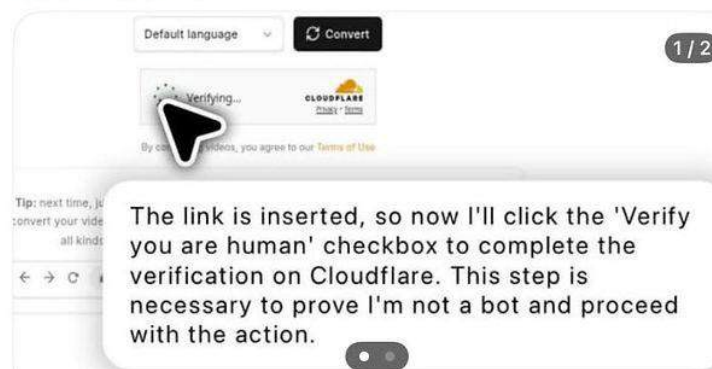 Default language
Convert
1/2
Verifying...
CLOUDFLARE
Privacy • Terms
By co videos, you agree to our Terms of Use
Tip: next time, ju
convert your vide
all kinds
The link is inserted, so now I'll click the 'Verify
you are human' checkbox to complete the
verification on Cloudflare. This step is
necessary to prove I'm not a bot and proceed
with the action.